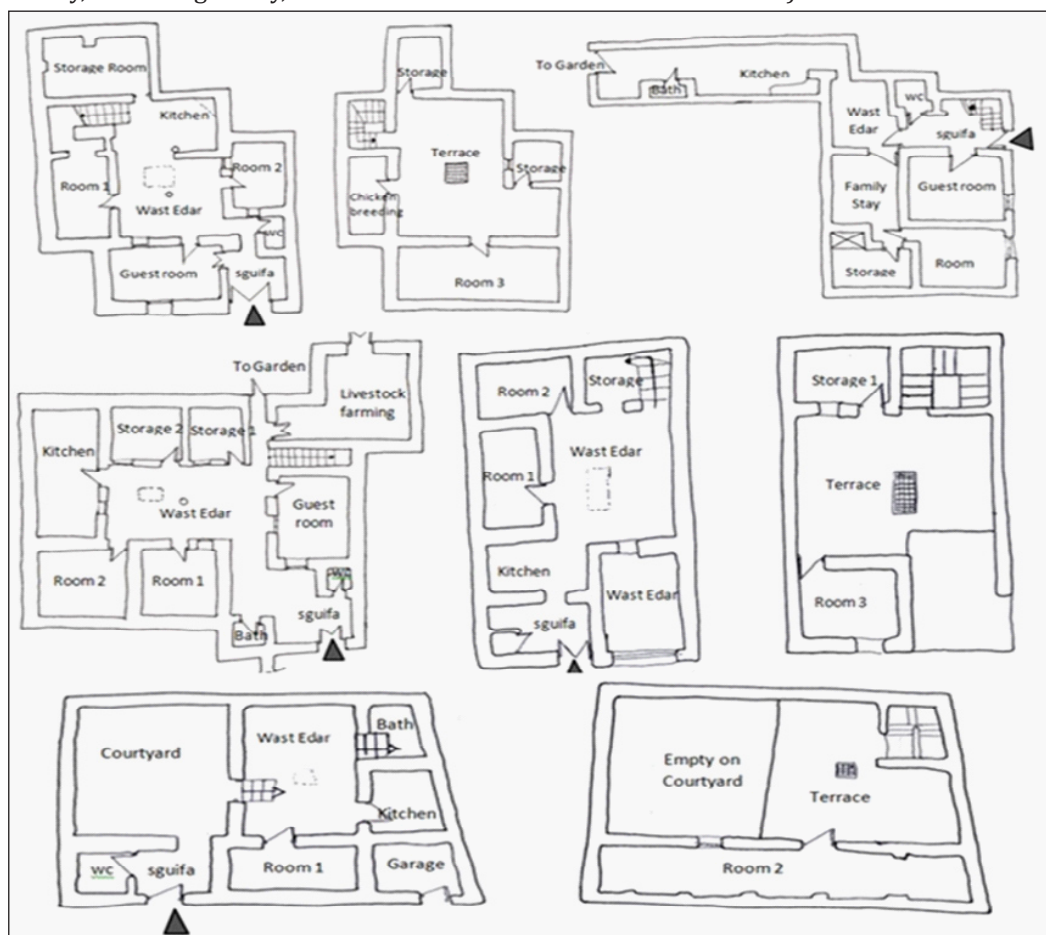 Storage Room
Kitchen
Room 1
Room 2
Wast Edar
wc
Guest room
sguifa
Storage
Terrace
Storage
Chicken
breeding
Room 3
To Garden
Bath
Kitchen
Wast
Edar
wc
sguifa
Family
Stay
Guest room
Storage
Room
To Garden
Livestock
farming
Kitchen
Storage 2
Storage 1
Wast Edar
Guest
room
Room 2
Room 1
wc
sguifa
Bath
Room 2
Storage
Wast Edar
Room 1
Kitchen
Wast Edar
sguifa
Storage 1
Terrace
Room 3
Courtyard
Wast Edar
Bath
Kitchen
wc
sguifa
Room 1
Garage
Empty on
Courtyard
Terrace
Room 2